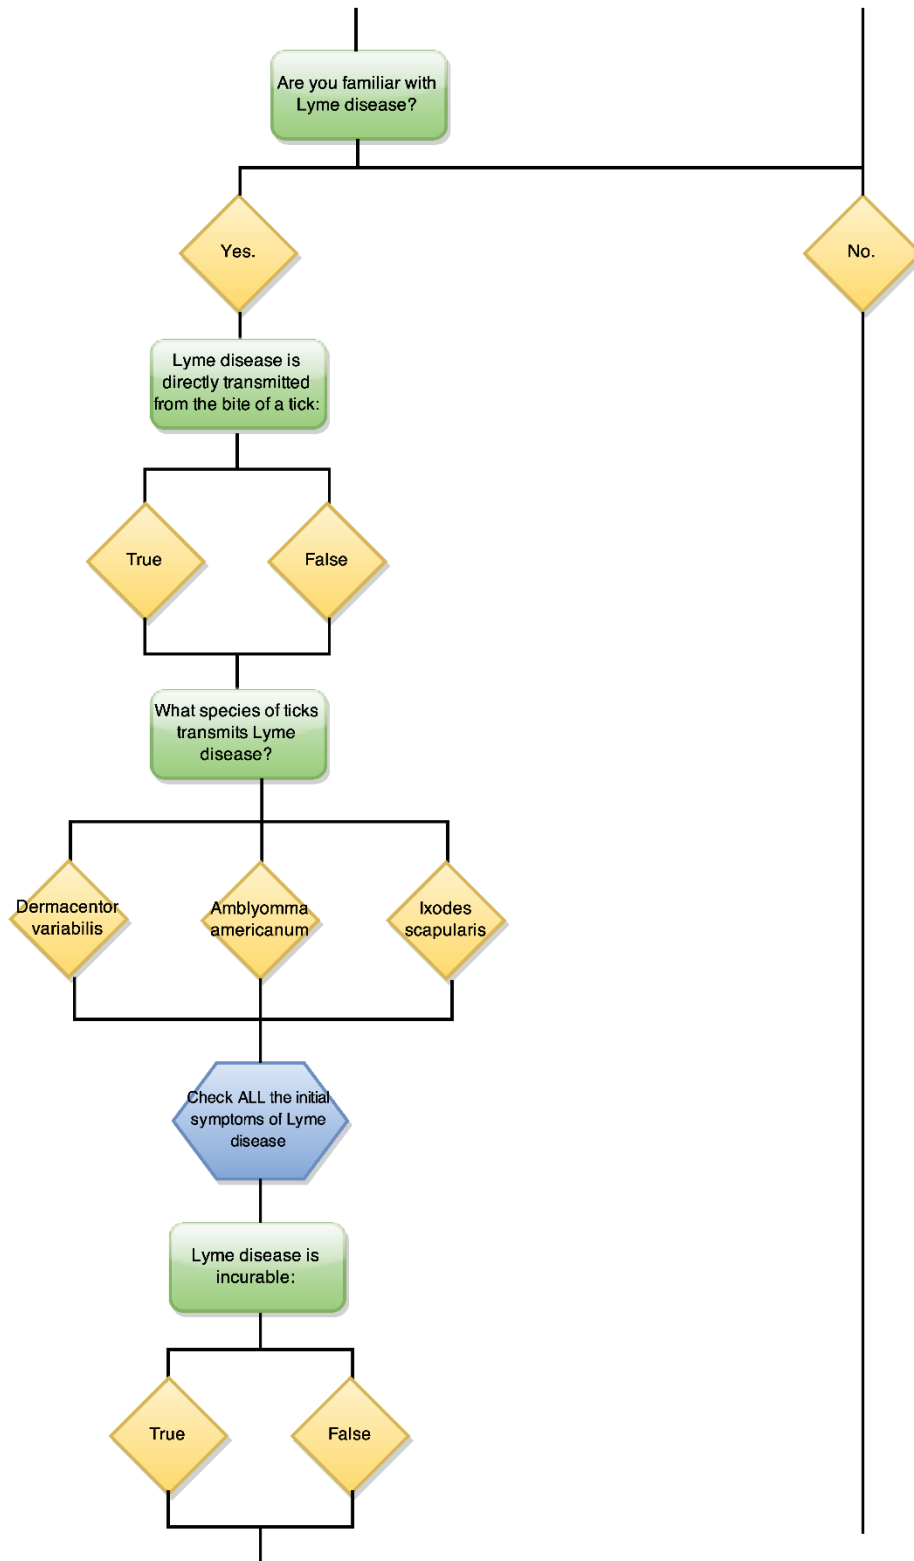 Are you familiar with
Lyme disease?
Yes.
No.
Lyme disease is
directly transmitted
from the bite of a tick:
True
False
What species of ticks
transmits Lyme
disease?
Dermacentor
variabilis
Amblyomma
americanum
Ixodes
scapularis
Check ALL the initial
symptoms of Lyme
disease
Lyme disease is
incurable:
True
False